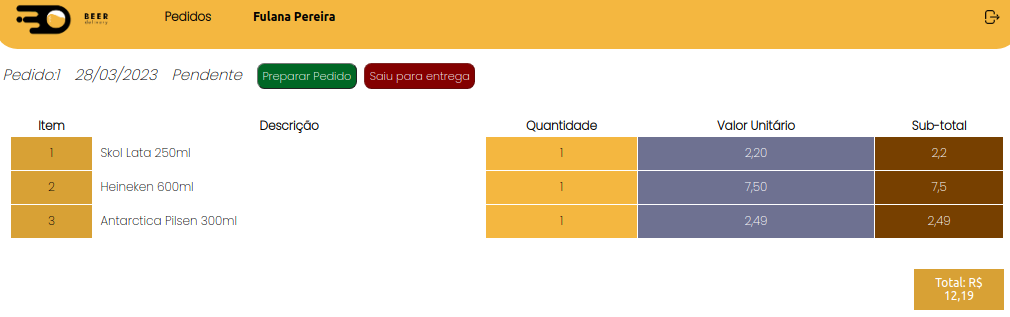 BEER Pedidos Fulana Pereira
delivery
Pedido:1 28/03/2023 Pendente Preparar Pedido Saiu para entrega
Item Descrição Quantidade Valor Unitário Sub-total
1 Skol Lata 250ml 1 2,20 2,2
2 Heineken 600ml 1 7,50 7,5
3 Antarctica Pilsen 300ml 1 2,49 2,49
Total: R$
12,19